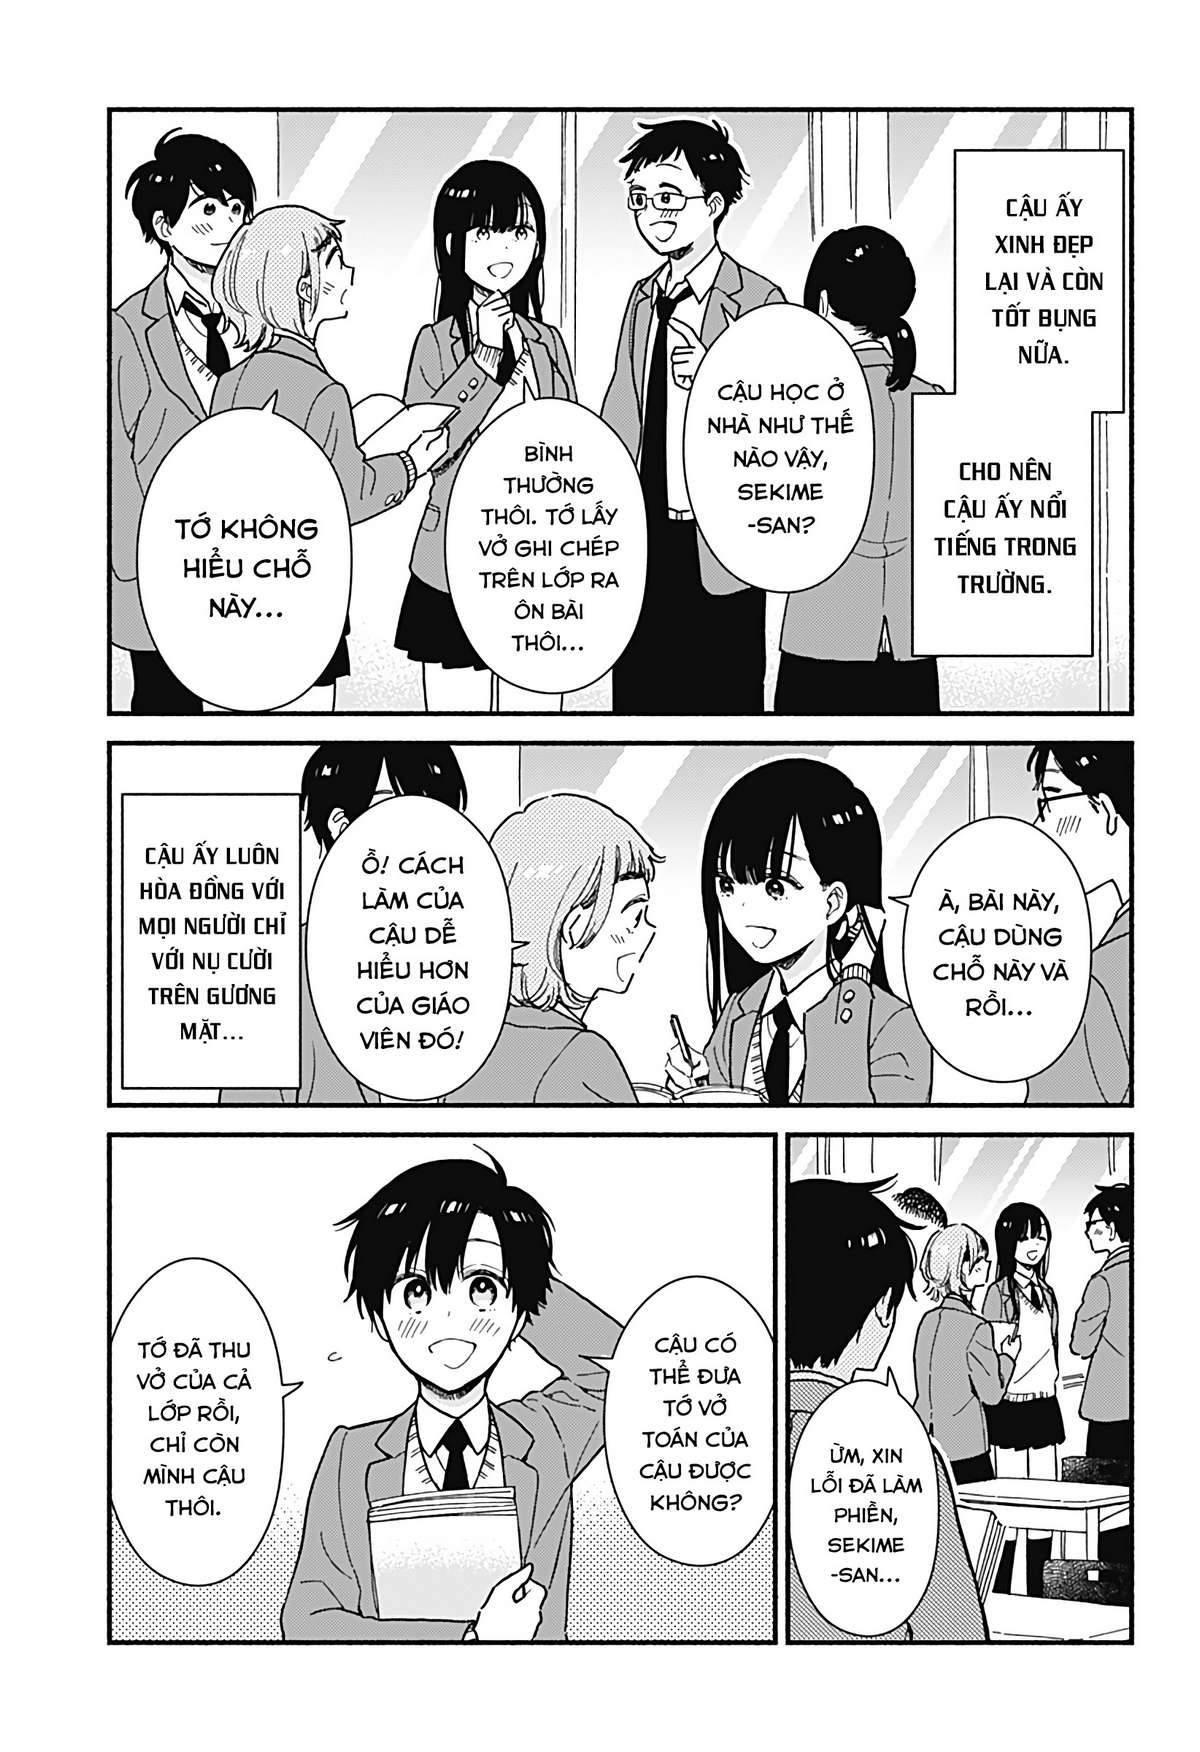 CẬU ẤY
XINH ĐẸP
LẠI VÀ CÒN
TỐT BỤNG
NỮA.
CHO NÊN
CẬU ẤY NỔI
TIẾNG TRONG
TRƯỜNG.
CẬU HỌC Ở
NHÀ NHƯ THẾ
NÀO VẬY,
SEKIME
-SAN?
BÌNH
THƯỜNG
THÔI. TỚ LẤY
VỞ GHI CHÉP
TRÊN LỚP RA
ÔN BÀI
THÔI...
TỚ KHÔNG
HIỂU CHỖ
NÀY...
À, BÀI NÀY,
CẬU DÙNG
CHỖ NÀY VÀ
RỒI...
Ồ! CÁCH
LÀM CỦA
CẬU DỄ
HIỂU HƠN
CỦA GIÁO
VIÊN ĐÓ!
CẬU ẤY LUÔN
HÒA ĐỒNG VỚI
MỌI NGƯỜI CHỈ
VỚI NỤ CƯỜI
TRÊN GƯƠNG
MẶT...
ỪM, XIN
LỖI ĐÃ LÀM
PHIỀN,
SEKIME
-SAN...
CẬU CÓ
THỂ ĐƯA
TỚ VỞ
TOÁN CỦA
CẬU ĐƯỢC
KHÔNG?
TỚ ĐÃ THU
VỞ CỦA CẢ
LỚP RỒI,
CHỈ CÒN
MÌNH CẬU
THÔI.